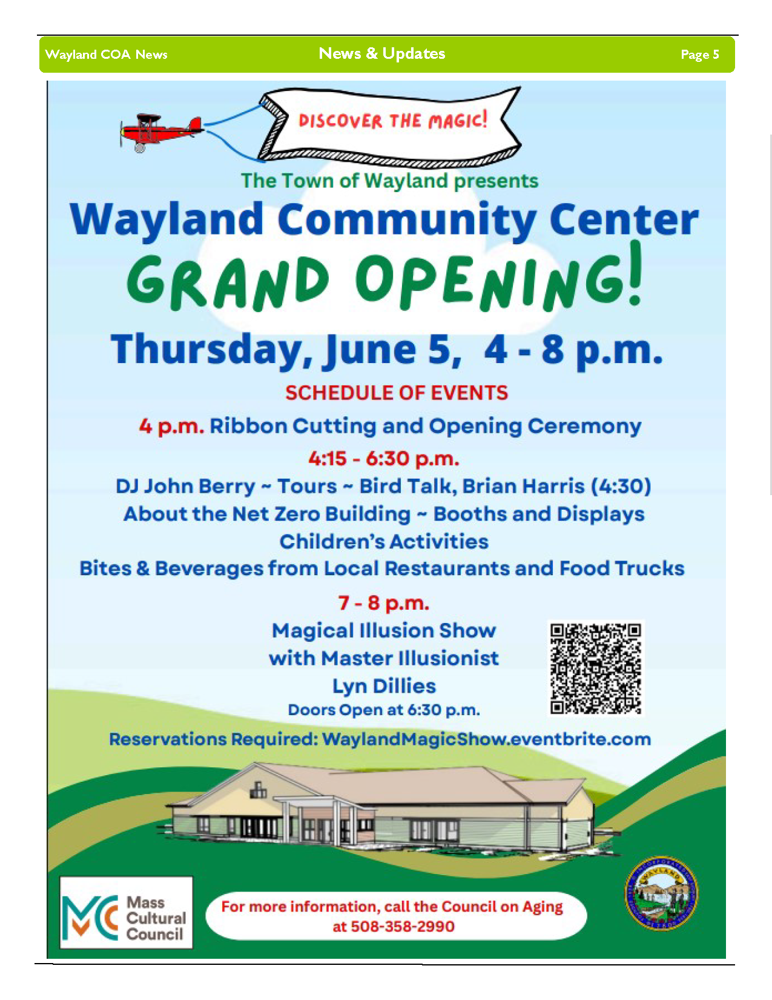 Wayland COA News News & Updates Page 5
DISCOVER THE MAGIC!
The Town of Wayland presents
Wayland Community Center
GRAND OPENING!
Thursday, June 5, 4 - 8 p.m.
SCHEDULE OF EVENTS
4 p.m. Ribbon Cutting and Opening Ceremony
4:15 - 6:30 p.m.
DJ John Berry ~ Tours ~ Bird Talk, Brian Harris (4:30)
About the Net Zero Building ~ Booths and Displays
Children's Activities
Bites & Beverages from Local Restaurants and Food Trucks
7 - 8 p.m.
Magical Illusion Show
with Master Illusionist
Lyn Dillies
Doors Open at 6:30 p.m.
Reservations Required: WaylandMagicShow.eventbrite.com
WAYLAND
Mass
Cultural
Council
For more information, call the Council on Aging
at 508-358-2990